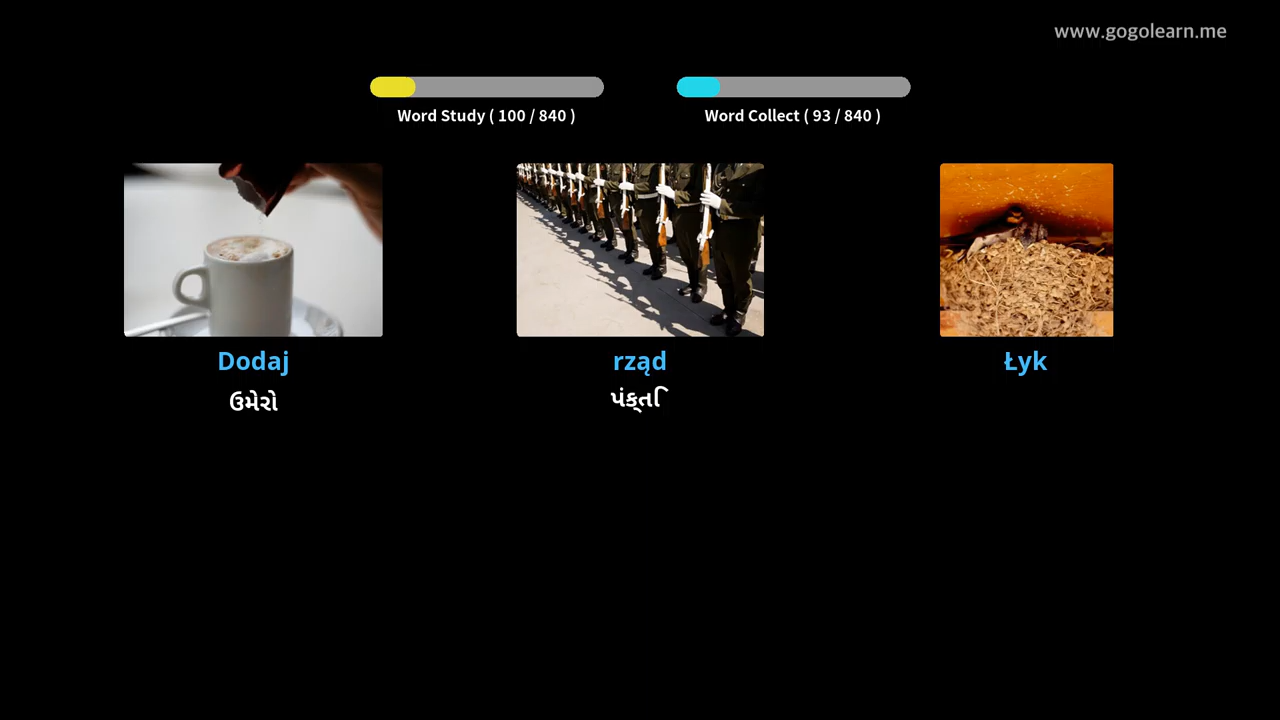 www.gogolearn.me
Word Study ( 100 / 840 )
Word Collect ( 93 / 840 )
Dodaj
rząd
Łyk
ઉમેરો
પંક્તિ